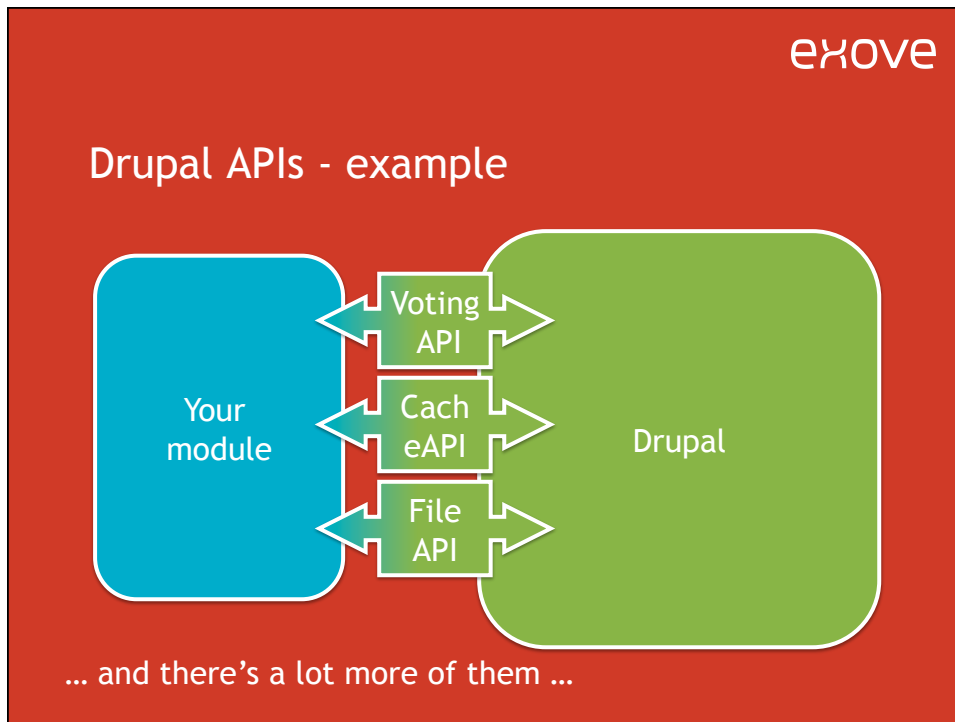 exove
Drupal APIs - example
Voting
API
Your
module
Cach
eAPI
Drupal
File
API
… and there’s a lot more of them …